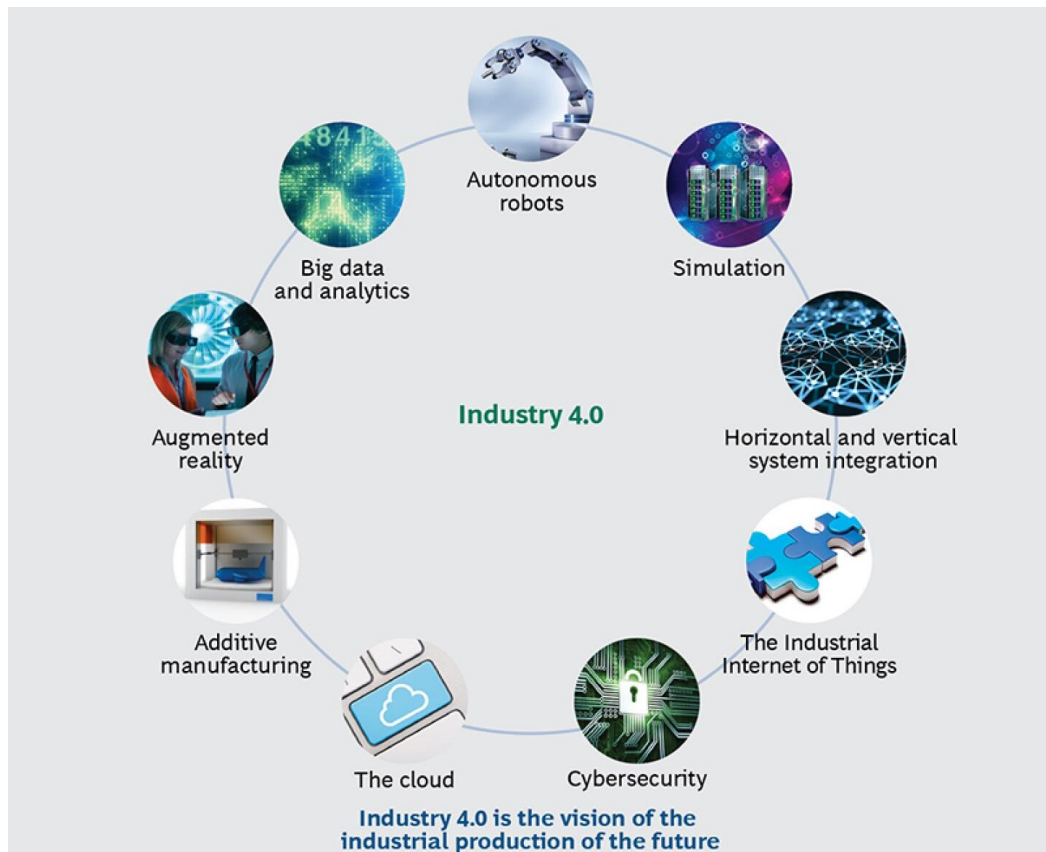 8415
Autonomous
robots
Simulation
Horizontal and vertical
system integration
The Industrial
Internet of Things
Cybersecurity
The cloud
Additive
manufacturing
Augmented
reality
Big data
and analytics
Industry 4.0
Industry 4.0 is the vision of the
industrial production of the future